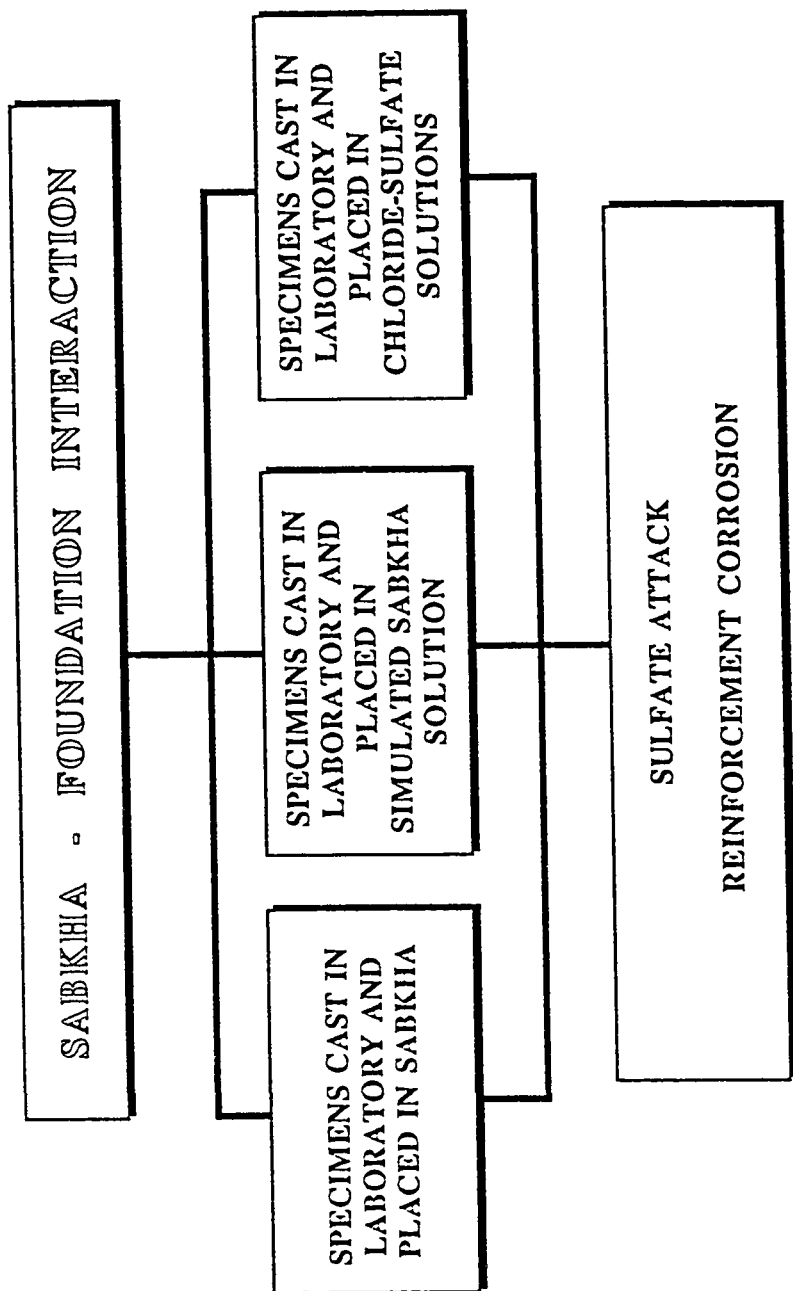 SABKHA - FOUNDATION INTERACTION
SPECIMENS CAST IN
LABORATORY AND
PLACED IN SABKHA
SPECIMENS CAST IN
LABORATORY AND
PLACED IN
SIMULATED SABKHA
SOLUTION
SPECIMENS CAST IN
LABORATORY AND
PLACED IN
CHLORIDE-SULFATE
SOLUTIONS
SULFATE ATTACK
REINFORCEMENT CORROSION